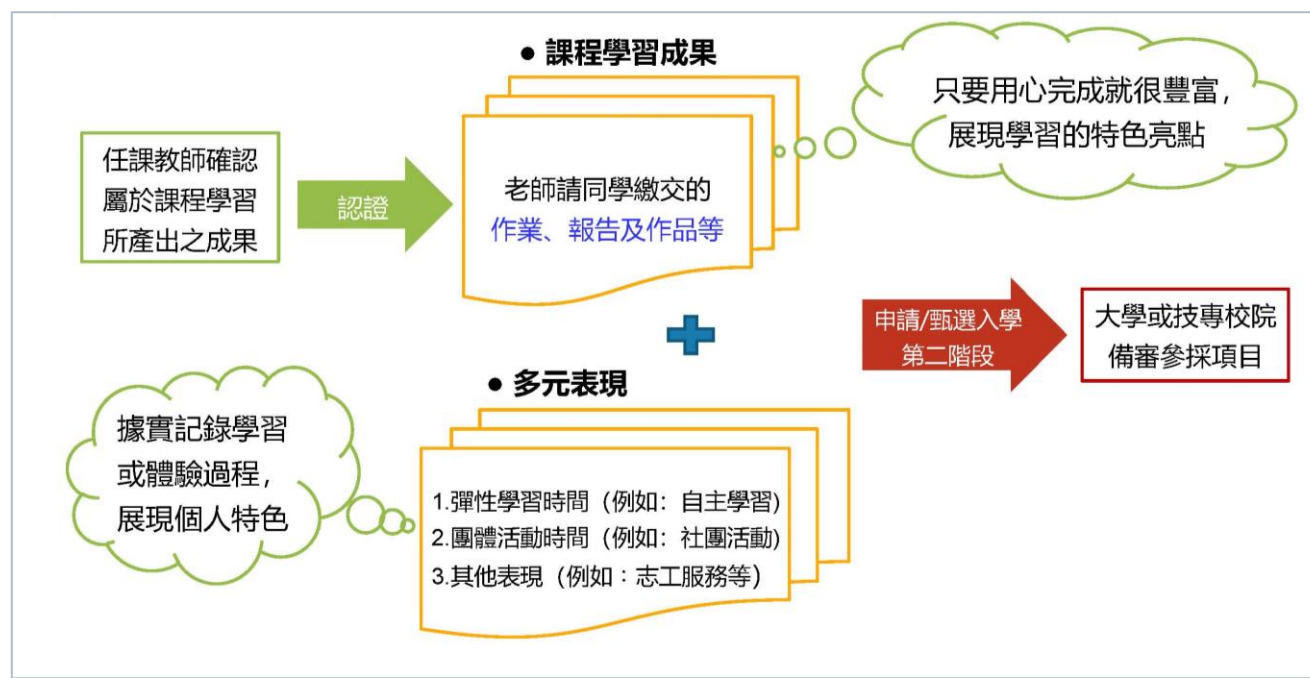 ● 課程學習成果
只要用心完成就很豐富，
展現學習的特色亮點
任課教師確認
屬於課程學習
所產出之成果
認證
老師請同學繳交的
作業、報告及作品等
申請/甄選入學
第二階段
大學或技專校院
備審參採項目
● 多元表現
據實記錄學習
或體驗過程，
展現個人特色
1.彈性學習時間（例如：自主學習）
2.團體活動時間（例如：社團活動）
3.其他表現（例如：志工服務等）